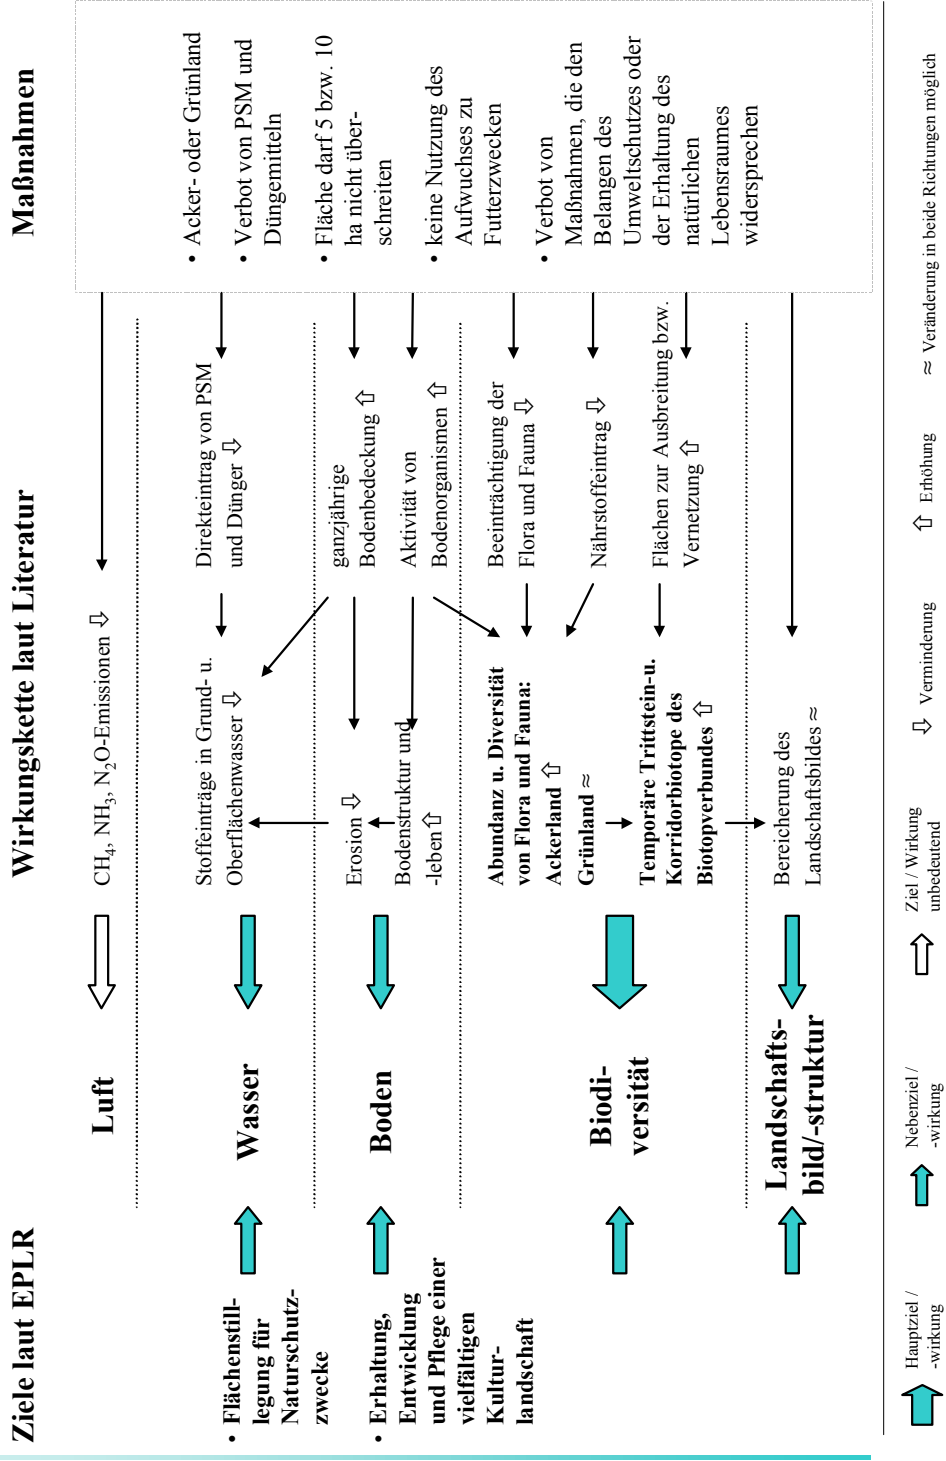 Ziele laut EPLR
Wirkungskette laut Literatur
Maßnahmen
• Flächenstill-
legung für
Naturschutz-
zwecke
• Erhaltung,
Entwicklung
und Pflege einer
vielfältigen
Kultur-
landschaft
Luft
CH₄, NH₃, N₂O-Emissionen ⇩
Wasser
Stoffeinträge in Grund- u.
Oberflächenwasser ⇩
Direkteintrag von PSM
und Dünger ⇩
Boden
Erosion ⇩
Bodenstruktur und
-leben ⇧
ganzjährige
Bodenbedeckung ⇧
Aktivität von
Bodenorganismen ⇧
Biodi-
versität
Abundanz u. Diversität
von Flora und Fauna:
Ackerland ⇧
Grünland ≈
Temporäre Trittstein-u.
Korridorbiotope des
Biotopverbundes ⇧
Beeinträchtigung der
Flora und Fauna ⇩
Nährstoffeintrag ⇩
Flächen zur Ausbreitung bzw.
Vernetzung ⇧
Landschafts-
bild/-struktur
Bereicherung des
Landschaftsbildes ≈
• Acker- oder Grünland
• Verbot von PSM und
Düngemitteln
• Fläche darf 5 bzw. 10
ha nicht über-
schreiten
• keine Nutzung des
Aufwuchses zu
Futterzwecken
• Verbot von
Maßnahmen, die den
Belangen des
Umweltschutzes oder
der Erhaltung des
natürlichen
Lebensraumes
widersprechen
Hauptziel /
-wirkung
Nebenziel /
-wirkung
Ziel / Wirkung
unbedeutend
⇩ Verminderung
⇧ Erhöhung
≈ Veränderung in beide Richtungen möglich